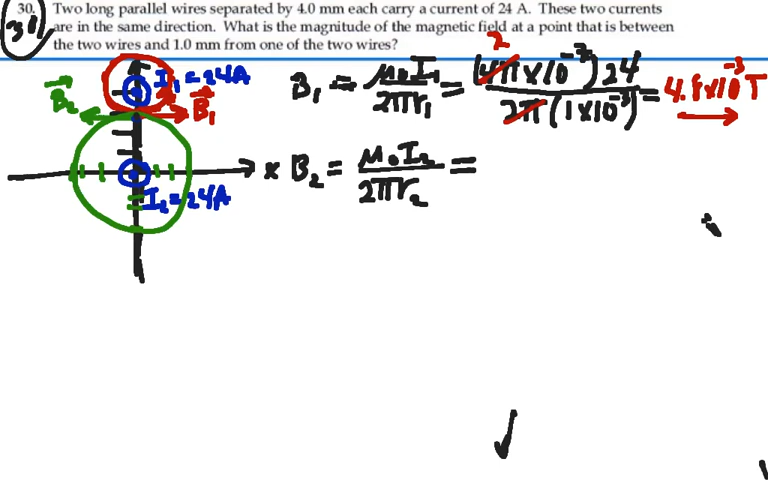 30. Two long parallel wires separated by 4.0 mm each carry a current of 24 A. These two currents
are in the same direction. What is the magnitude of the magnetic field at a point that is between
the two wires and 1.0 mm from one of the two wires?
I₁ = 24A
B⃗₂
B⃗₁
B₁ = μ₀I₁/2πr₁ = (4π×10⁻⁷)24/2π(1×10⁻³) = 4.8×10⁻³ T
2
x
B₂ = μ₀I₂/2πr₂ =
I₂ = 24A